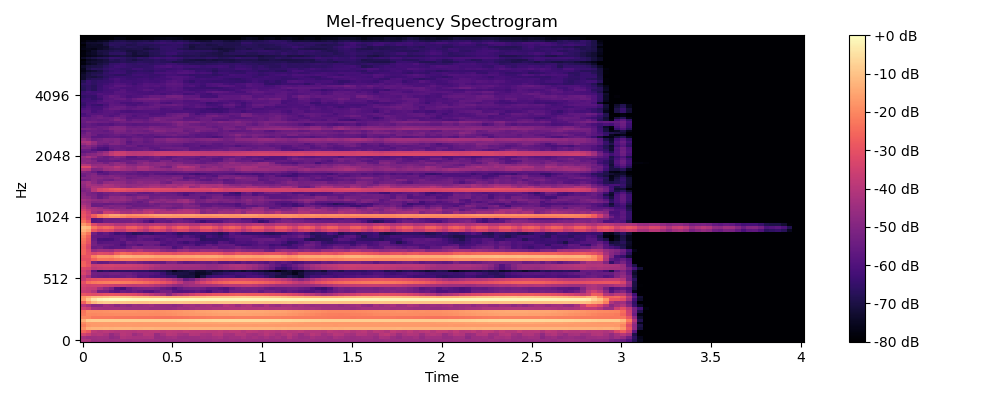 Mel-frequency Spectrogram
Hz
4096
2048
1024
512
0
0 0.5 1 1.5 2 2.5 3 3.5 4
Time
+0 dB
-10 dB
-20 dB
-30 dB
-40 dB
-50 dB
-60 dB
-70 dB
-80 dB